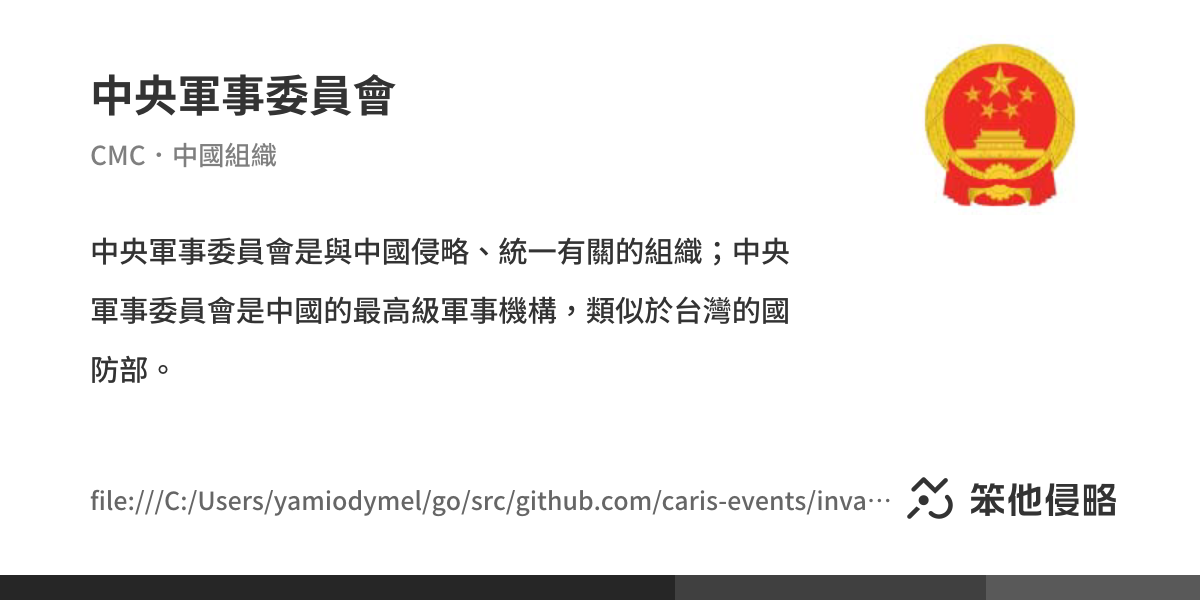 中央軍事委員會
CMC・中國組織
中央軍事委員會是與中國侵略、統一有關的組織；中央
軍事委員會是中國的最高級軍事機構，類似於台灣的國
防部。
file:///C:/Users/yamiodymel/go/src/github.com/caris-events/inva…
笨他侵略